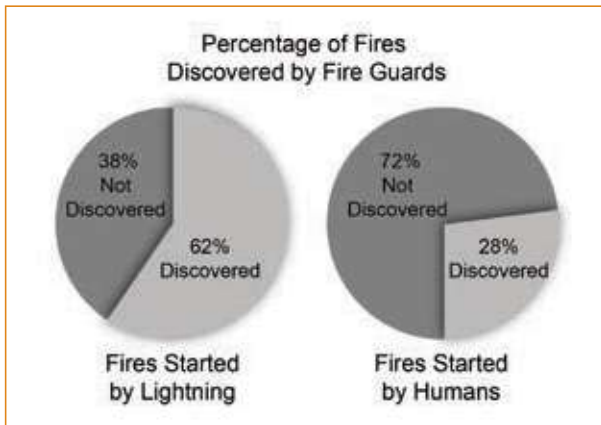 Percentage of Fires
Discovered by Fire Guards
38%
Not
Discovered
62%
Discovered
Fires Started
by Lightning
72%
Not
Discovered
28%
Discovered
Fires Started
by Humans